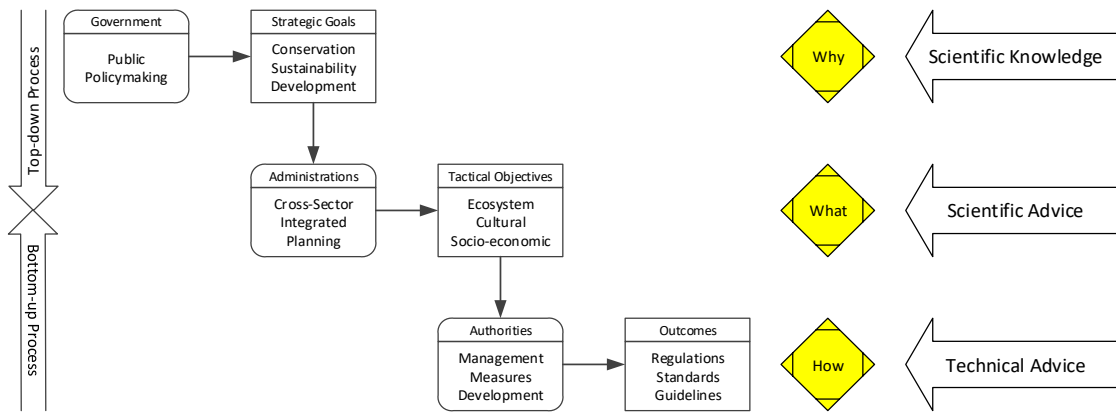 Top-down Process
Bottom-up Process
Government
Public
Policymaking
Strategic Goals
Conservation
Sustainability
Development
Why
Scientific Knowledge
Administrations
Cross-Sector
Integrated
Planning
Tactical Objectives
Ecosystem
Cultural
Socio-economic
What
Scientific Advice
Authorities
Management
Measures
Development
Outcomes
Regulations
Standards
Guidelines
How
Technical Advice